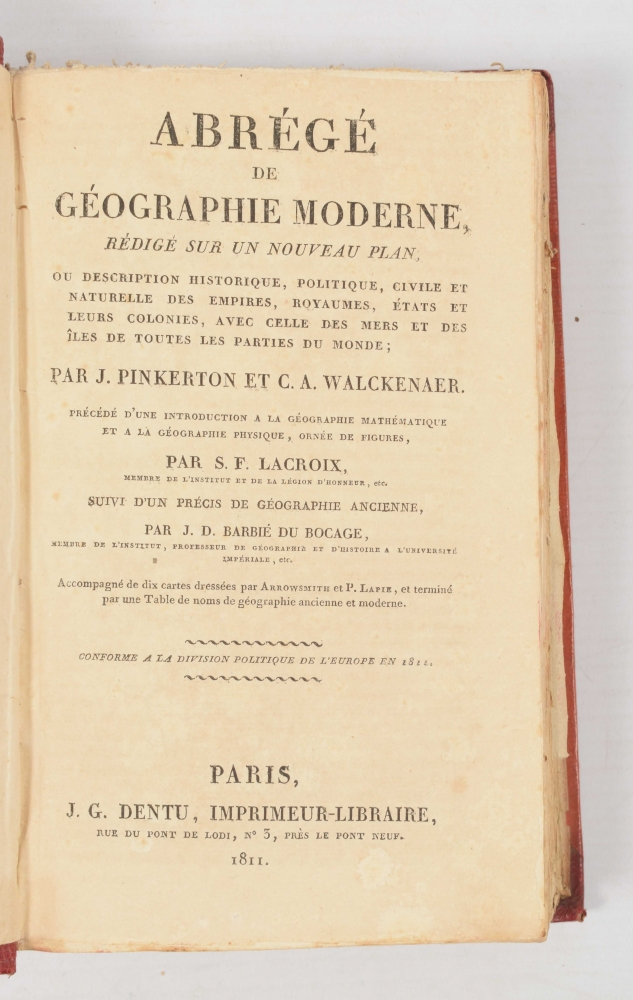 ABRÉGÉ
DE
GÉOGRAPHIE MODERNE,
RÉDIGÉ SUR UN NOUVEAU PLAN,
OU DESCRIPTION HISTORIQUE, POLITIQUE, CIVILE ET
NATURELLE DES EMPIRES, ROYAUMES, ÉTATS ET
LEURS COLONIES, AVEC CELLE DES MERS ET DES
ÎLES DE TOUTES LES PARTIES DU MONDE;
PAR J. PINKERTON ET C. A. WALCKENAER.
PRÉCÉDÉ D'UNE INTRODUCTION A LA GÉOGRAPHIE MATHÉMATIQUE
ET A LA GÉOGRAPHIE PHYSIQUE, ORNÉE DE FIGURES,
PAR S. F. LACROIX,
MEMBRE DE L'INSTITUT ET DE LA LÉGION D'HONNEUR, etc.
SUIVI D'UN PRÉCIS DE GÉOGRAPHIE ANCIENNE,
PAR J. D. BARBIÉ DU BOCAGE,
MEMBRE DE L'INSTITUT, PROFESSEUR DE GÉOGRAPHIE ET D'HISTOIRE A L'UNIVERSITÉ
IMPÉRIALE, etc.
Accompagné de dix cartes dressées par ARROWSMITH et P. LAPIE, et terminé
par une Table de noms de géographie ancienne et moderne.
CONFORME A LA DIVISION POLITIQUE DE L'EUROPE EN 1811.
PARIS,
J. G. DENTU, IMPRIMEUR-LIBRAIRE,
RUE DU PONT DE LODI, N° 3, PRÈS LE PONT NEUF.
1811.